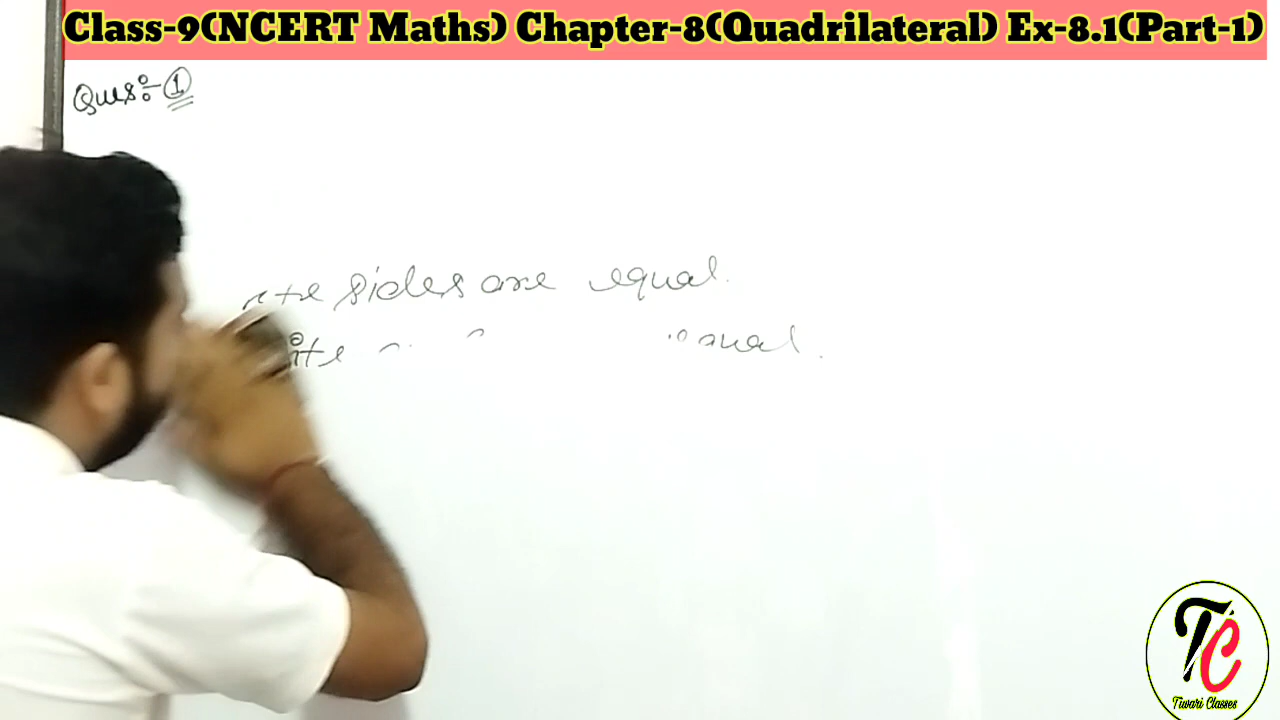 Class-9(NCERT Maths) Chapter-8(Quadrilateral) Ex-8.1(Part-1)
Ques:- 1
sides are equal.
TC
Tiwari Classes